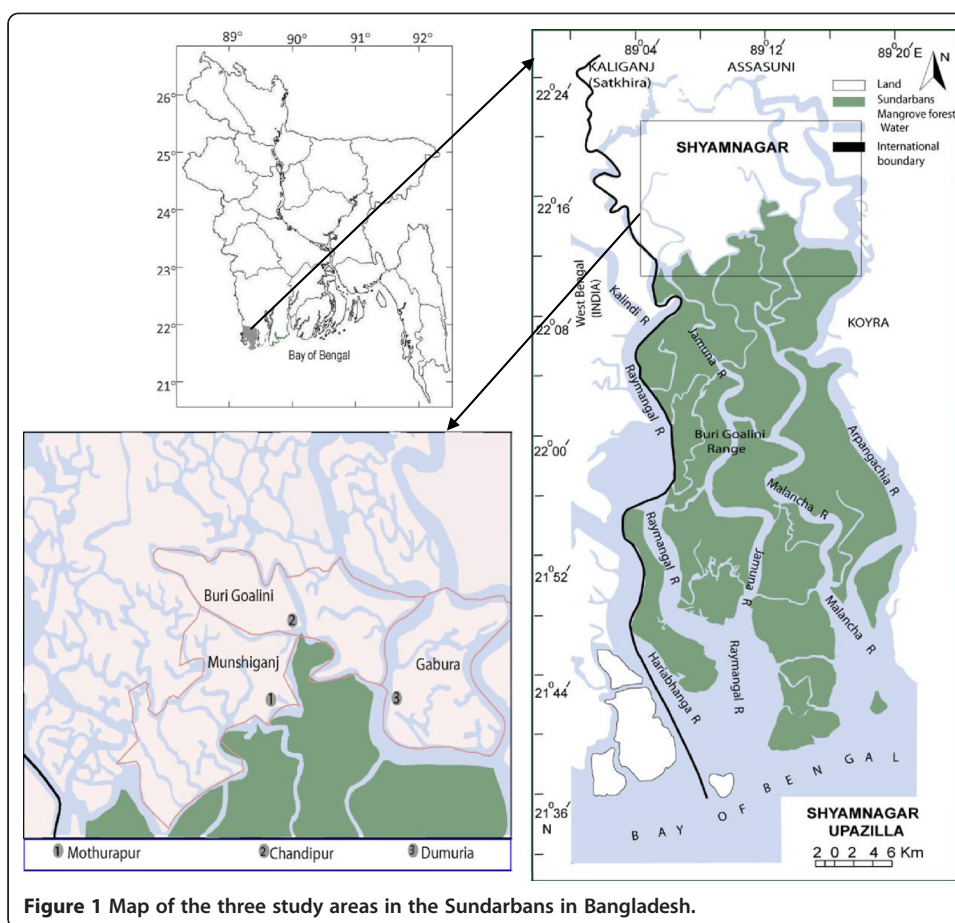 89° 90° 91° 92°
26°
25°
24°
23°
22°
21°
Bay of Bengal
89° 04 89° 12 89° 20 E
N
KALIGANJ
(Satkhira)
ASSASUNI
22° 24'
22° 16'
22° 08'
22° 00'
21° 52
21° 44
21° 36
N
Land
Sundarbans
Mangrove forest
Water
International
boundary
SHYAMNAGAR
West Bengal
(INDIA)
Kalindi R
KOYRA
Jamuna R
Raymangal R
Buri Goalini
Range
Arpangachia R
Malancha R
Raymangal R
Jamuna R
Malancha R
Hariabhanga R
Raymangal R
BAY OF BENGAL
SHYAMNAGAR
UPAZILLA
2 0 2 4 6 Km
Buri Goalini
2
Munshiganj
Gabura
1
3
1 Mothurapur 2 Chandipur 3 Dumuria
Figure 1 Map of the three study areas in the Sundarbans in Bangladesh.